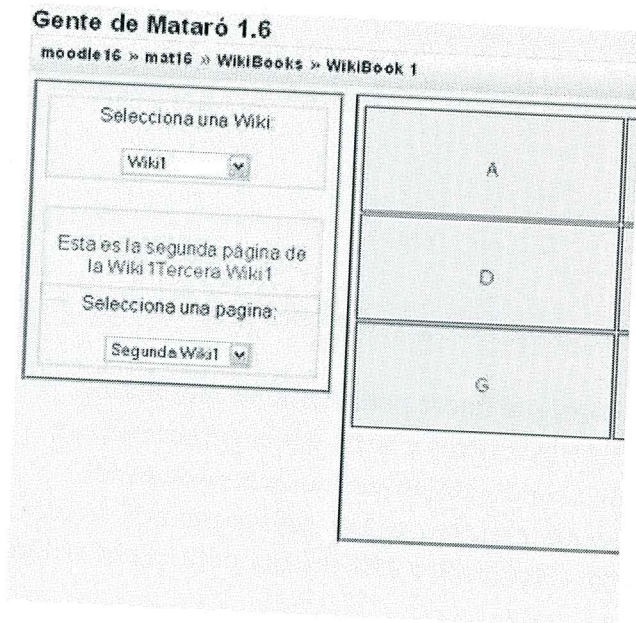 Gente de Mataró 1.6
moodle16 » mat16 » WikiBooks » WikiBook 1
Selecciona una Wiki:
Wiki1
Esta es la segunda página de
la Wiki 1Tercera Wiki1
Selecciona una pagina:
Segunda Wiki1
A
D
G